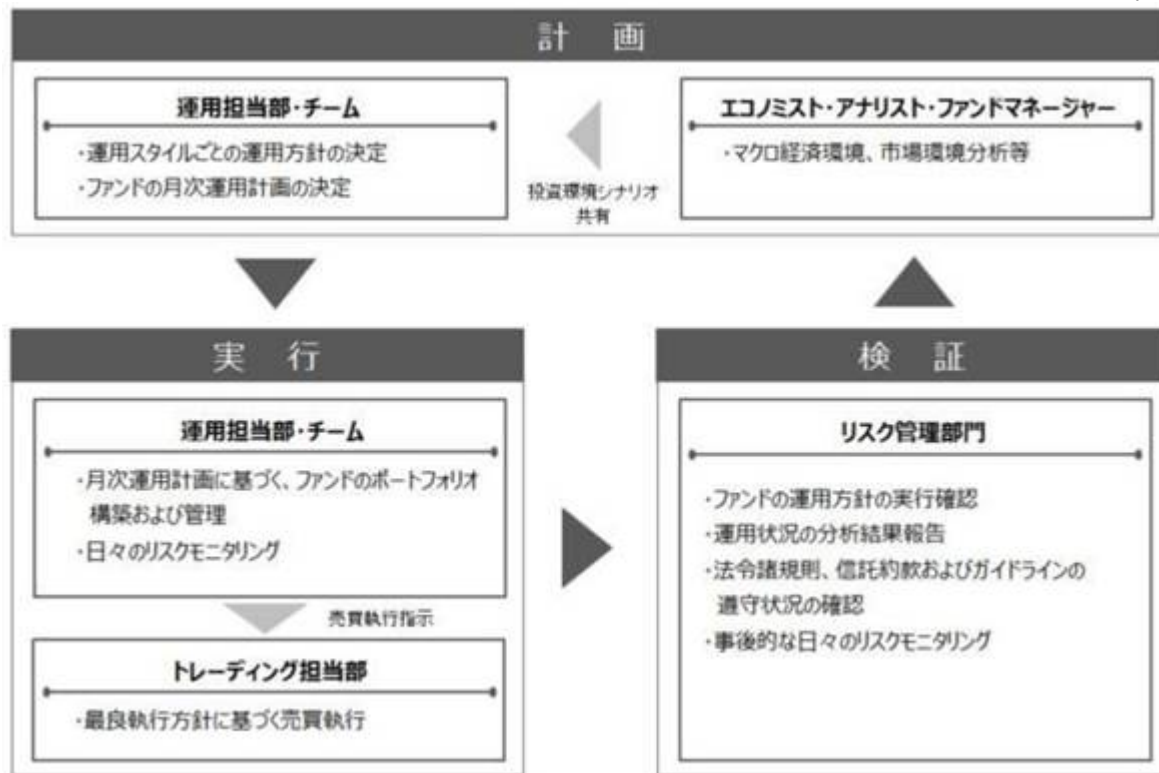 計 画
運用担当部・チーム
・運用スタイルごとの運用方針の決定
・ファンドの月次運用計画の決定
投資環境シナリオ
共有
エコノミスト・アナリスト・ファンドマネージャー
・マクロ経済環境、市場環境分析等
実 行
運用担当部・チーム
・月次運用計画に基づく、ファンドのポートフォリオ
構築および管理
・日々のリスクモニタリング
売買執行指示
トレーディング担当部
・最良執行方針に基づく売買執行
検 証
リスク管理部門
・ファンドの運用方針の実行確認
・運用状況の分析結果報告
・法令諸規則、信託約款およびガイドラインの
遵守状況の確認
・事後的な日々のリスクモニタリング